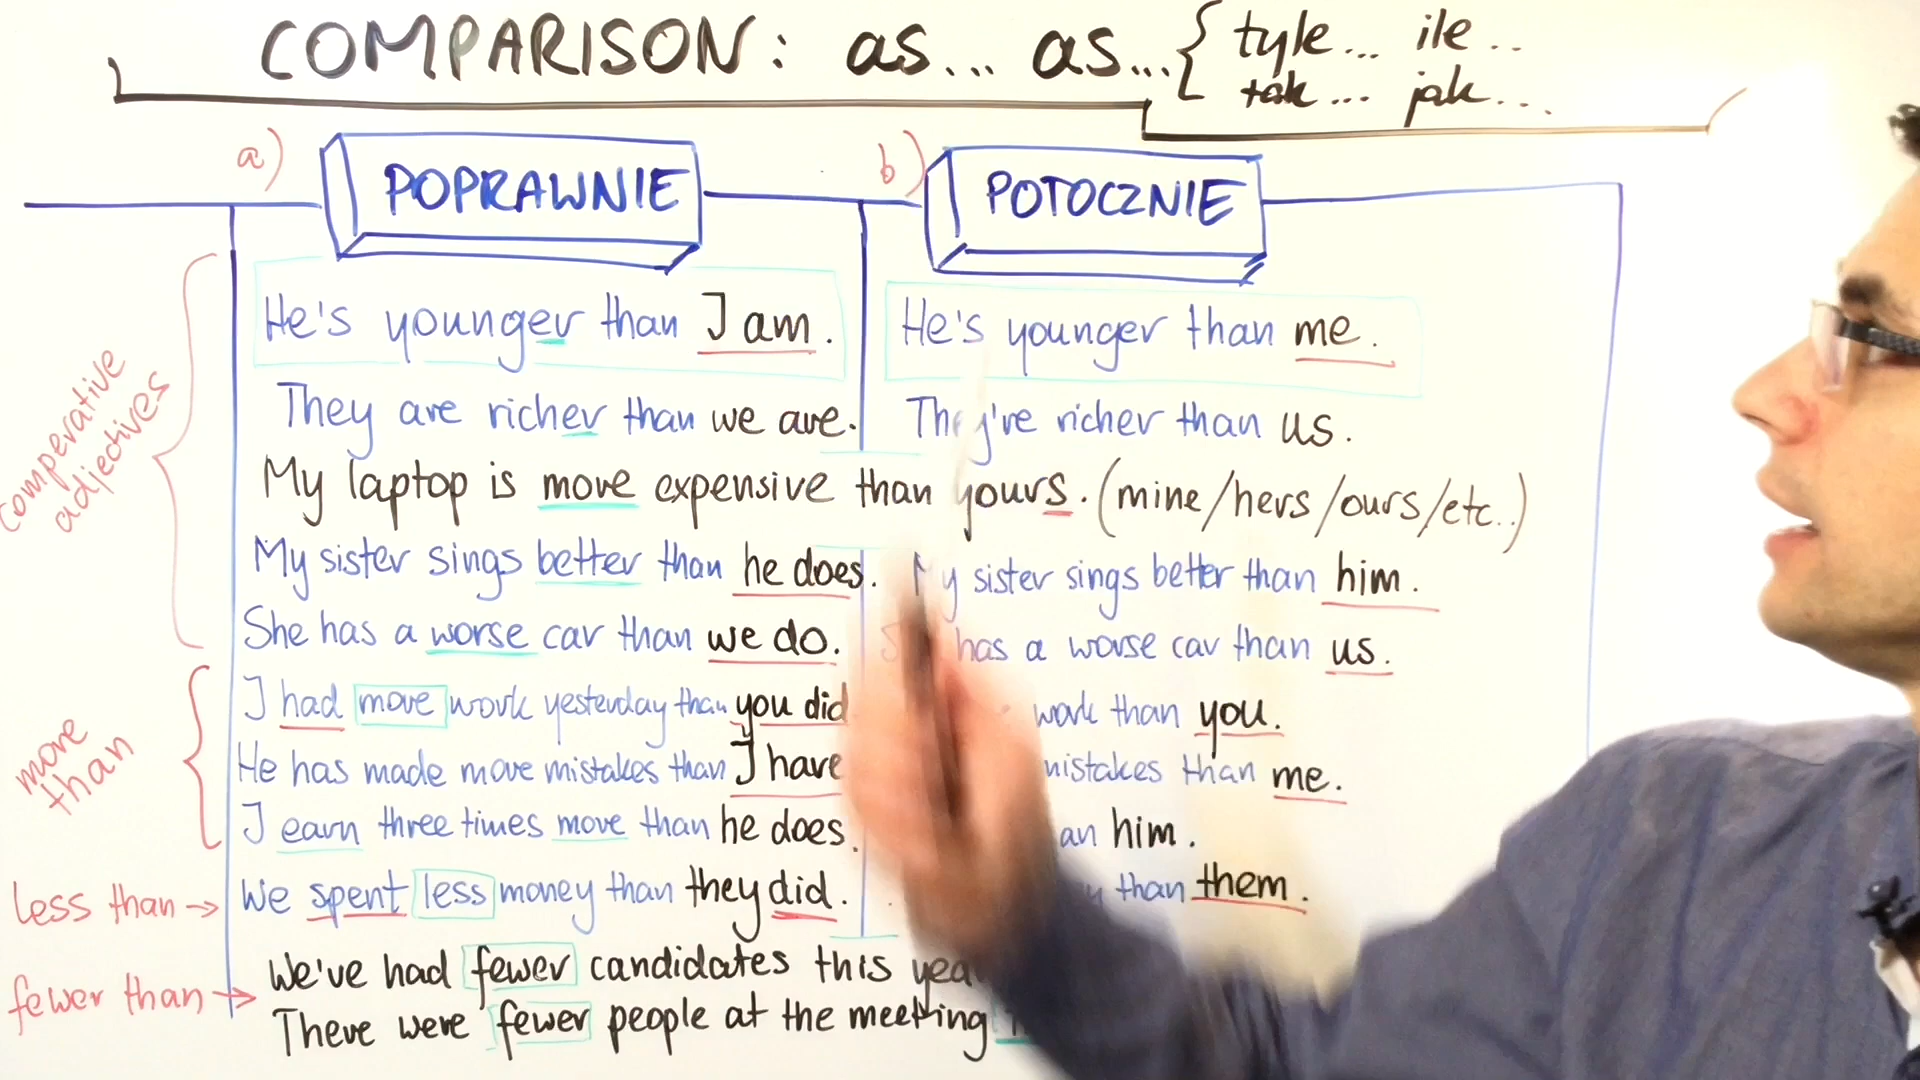 COMPARISON: as... as... { tyle... ile..
tak... jak...
a) POPRAWNIE
b) POTOCZNIE
comperative
adjectives
He's younger than I am.
He's younger than me.
They are richer than we are.
They're richer than us.
My laptop is more expensive than yours. (mine/hers/ours/etc..)
My sister sings better than he does.
My sister sings better than him.
She has a worse car than we do.
has a worse car than us.
more
than
I had more work yesterday than you did
work than you.
He has made more mistakes than I have
mistakes than me.
I earn three times more than he does.
him.
less than →
We spent less money than they did.
than them.
fewer than →
We've had fewer candidates this
There were fewer people at the meeting